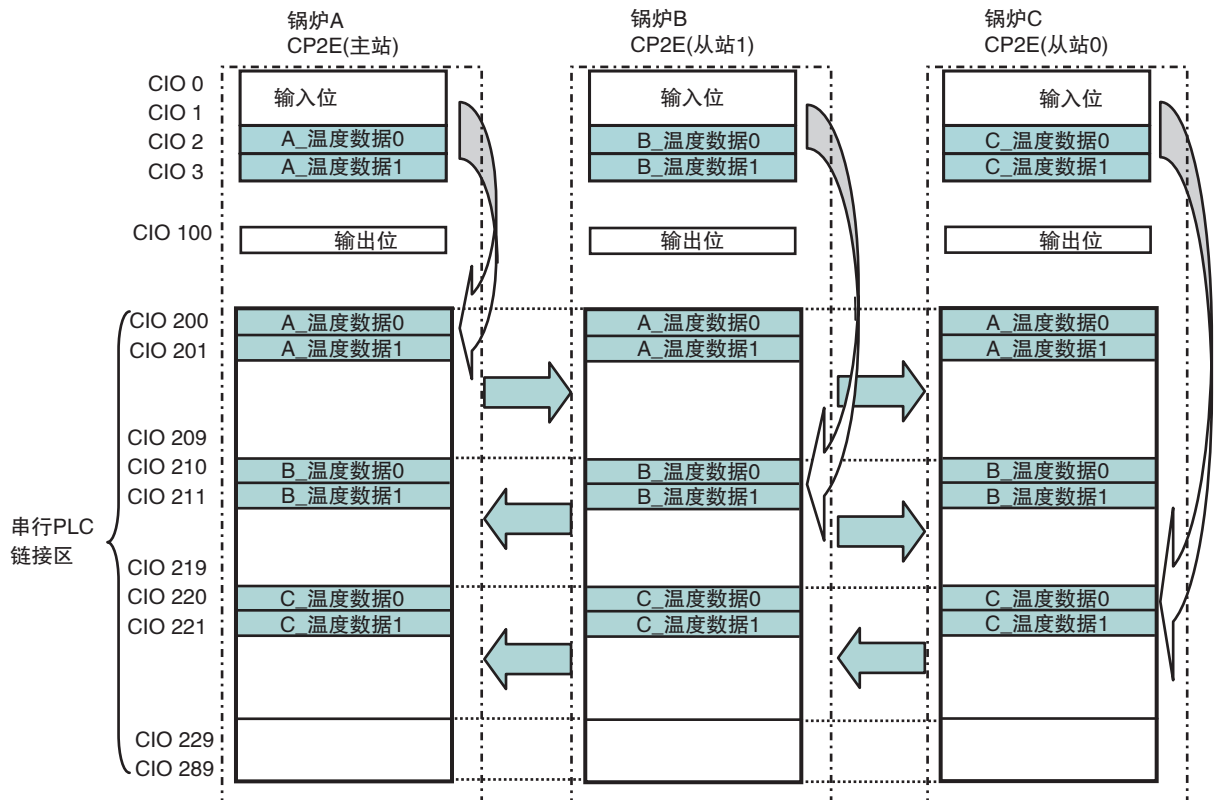 锅炉A
CP2E(主站)
锅炉B
CP2E(从站1)
锅炉C
CP2E(从站0)
CIO 0
CIO 1
CIO 2
CIO 3
输入位
A_温度数据0
A_温度数据1
输入位
B_温度数据0
B_温度数据1
输入位
C_温度数据0
C_温度数据1
CIO 100
输出位
输出位
输出位
串行PLC
链接区
CIO 200
A_温度数据0
A_温度数据0
A_温度数据0
CIO 201
A_温度数据1
A_温度数据1
A_温度数据1
CIO 209
CIO 210
B_温度数据0
B_温度数据0
B_温度数据0
CIO 211
B_温度数据1
B_温度数据1
B_温度数据1
CIO 219
CIO 220
C_温度数据0
C_温度数据0
C_温度数据0
CIO 221
C_温度数据1
C_温度数据1
C_温度数据1
CIO 229
CIO 289